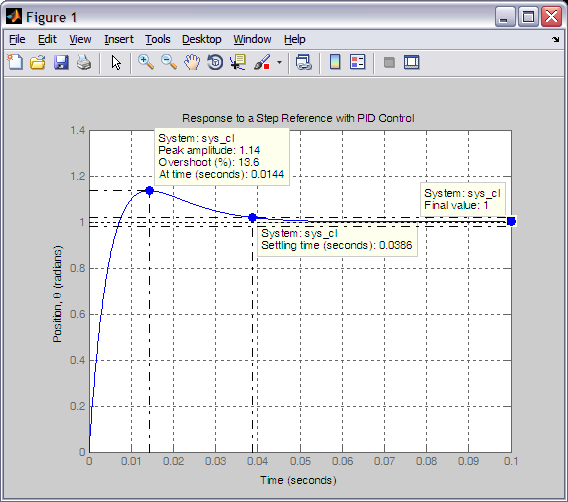 Figure 1
File Edit View Insert Tools Desktop Window Help
Response to a Step Reference with PID Control
System: sys_cl
Peak amplitude: 1.14
Overshoot (%): 13.6
At time (seconds): 0.0144
System: sys_cl
Final value: 1
System: sys_cl
Settling time (seconds): 0.0386
1.4
1.2
1
0.8
0.6
0.4
0.2
0
Position, θ (radians)
0 0.01 0.02 0.03 0.04 0.05 0.06 0.07 0.08 0.09 0.1
Time (seconds)